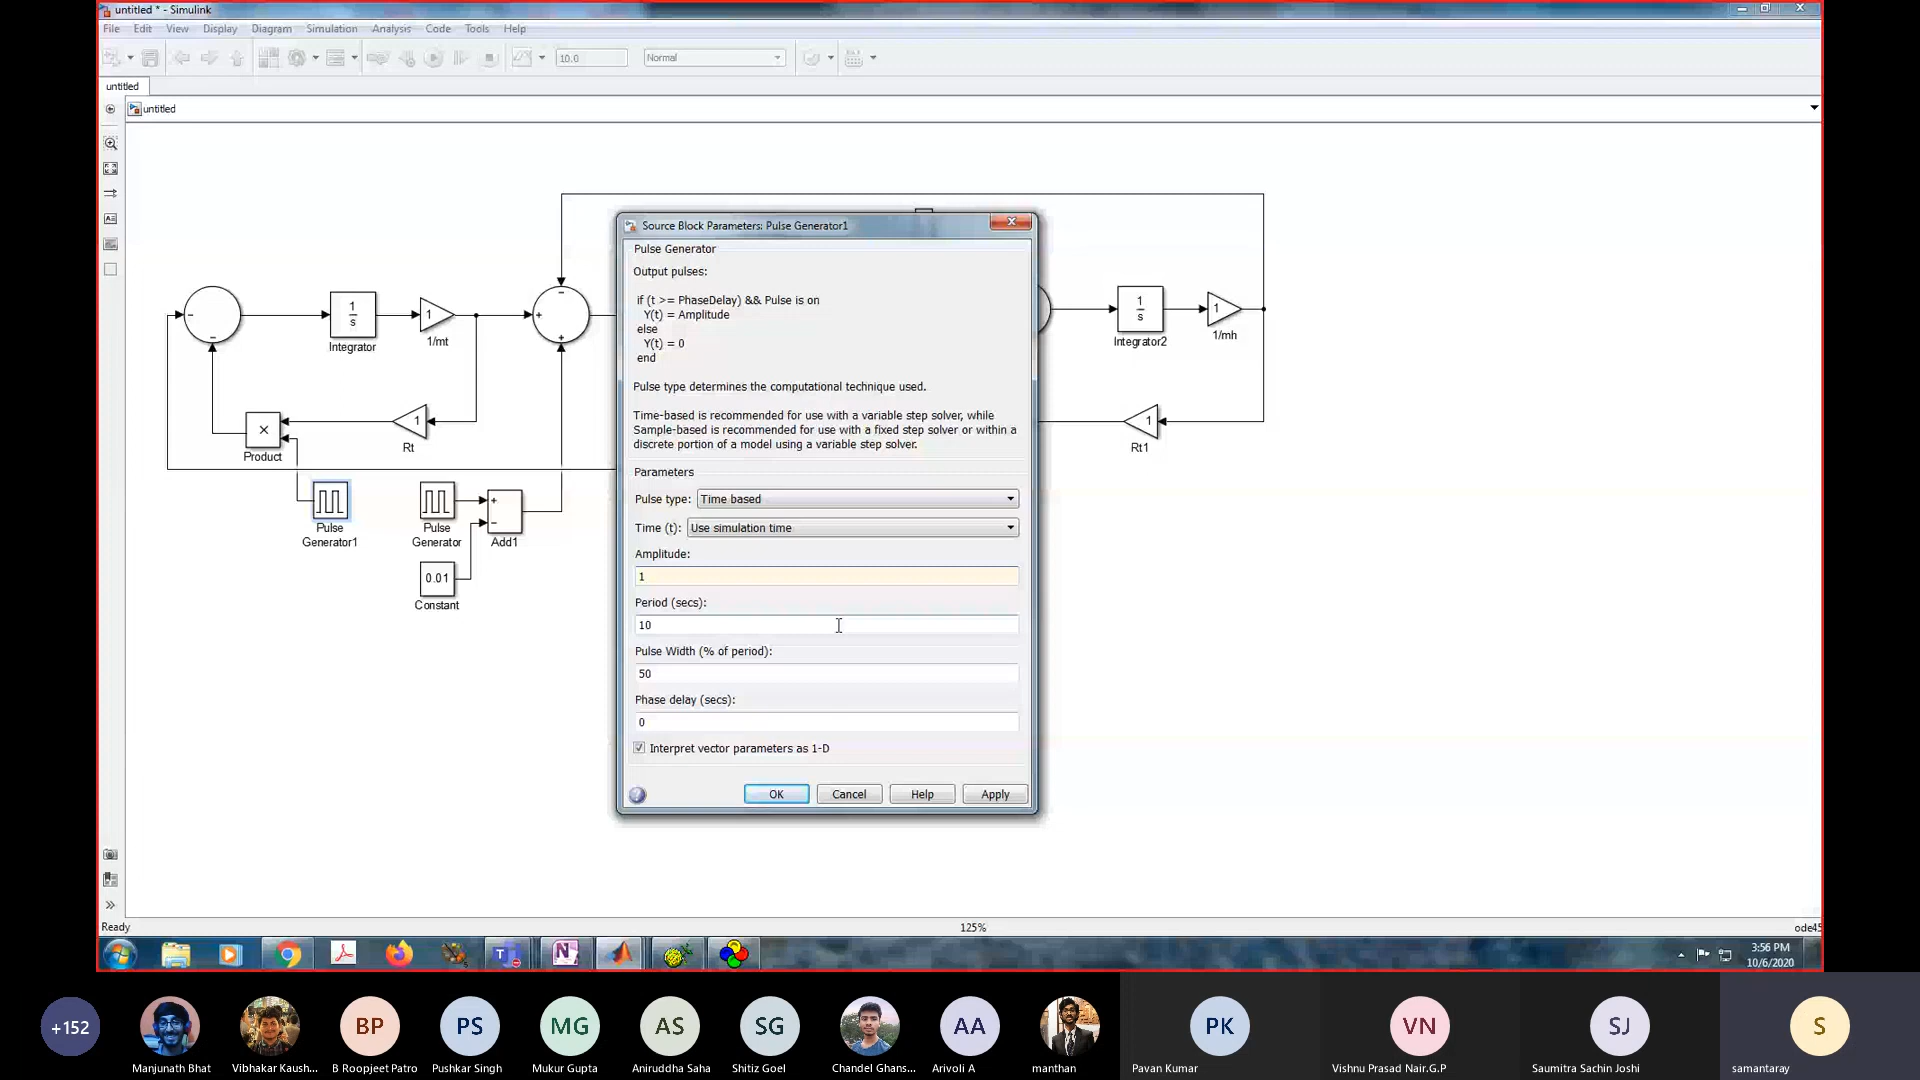 untitled * - Simulink
File Edit View Display Diagram Simulation Analysis Code Tools Help
10.0 Normal
untitled
untitled
Source Block Parameters: Pulse Generator1
Pulse Generator
Output pulses:
if (t >= PhaseDelay) && Pulse is on
Y(t) = Amplitude
else
Y(t) = 0
end
Pulse type determines the computational technique used.
Time-based is recommended for use with a variable step solver, while
Sample-based is recommended for use with a fixed step solver or within a
discrete portion of a model using a variable step solver.
Parameters
Pulse type: Time based
Time (t): Use simulation time
Amplitude:
1
Period (secs):
10
Pulse Width (% of period):
50
Phase delay (secs):
0
Interpret vector parameters as 1-D
OK Cancel Help Apply
1
s
Integrator
1
1/mt
1
Rt
×
Product
Pulse
Generator1
Pulse
Generator
Add1
0.01
Constant
1
s
Integrator2
1
1/mh
1
Rt1
Ready 125% ode45
3:56 PM
10/6/2020
+152 BP PS MG AS SG AA PK VN SJ S
Manjunath Bhat Vibhakar Kaush... B Roopjeet Patro Pushkar Singh Mukur Gupta Aniruddha Saha Shitiz Goel Chandel Ghans... Arivoli A manthan Pavan Kumar Vishnu Prasad Nair.G.P Saumitra Sachin Joshi samantaray